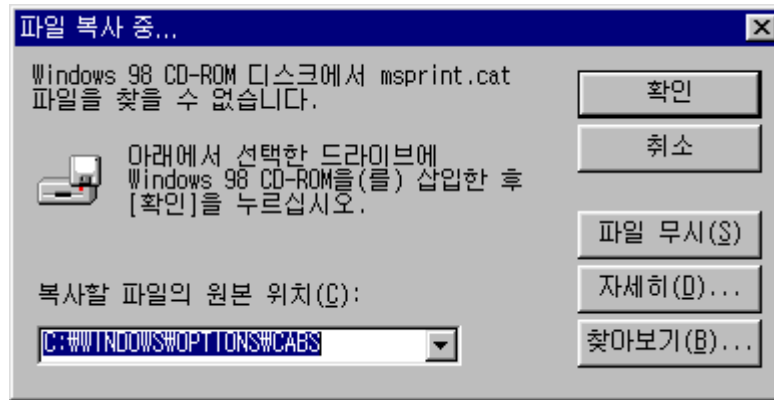 파일 복사 중...
Windows 98 CD-ROM 디스크에서 msprint.cat
파일을 찾을 수 없습니다.
아래에서 선택한 드라이브에
Windows 98 CD-ROM을(를) 삽입한 후
[확인]을 누르십시오.
복사할 파일의 원본 위치(C):
C:₩WINDOWS₩OPTIONS₩CABS
확인
취소
파일 무시(S)
자세히(D)...
찾아보기(B)...